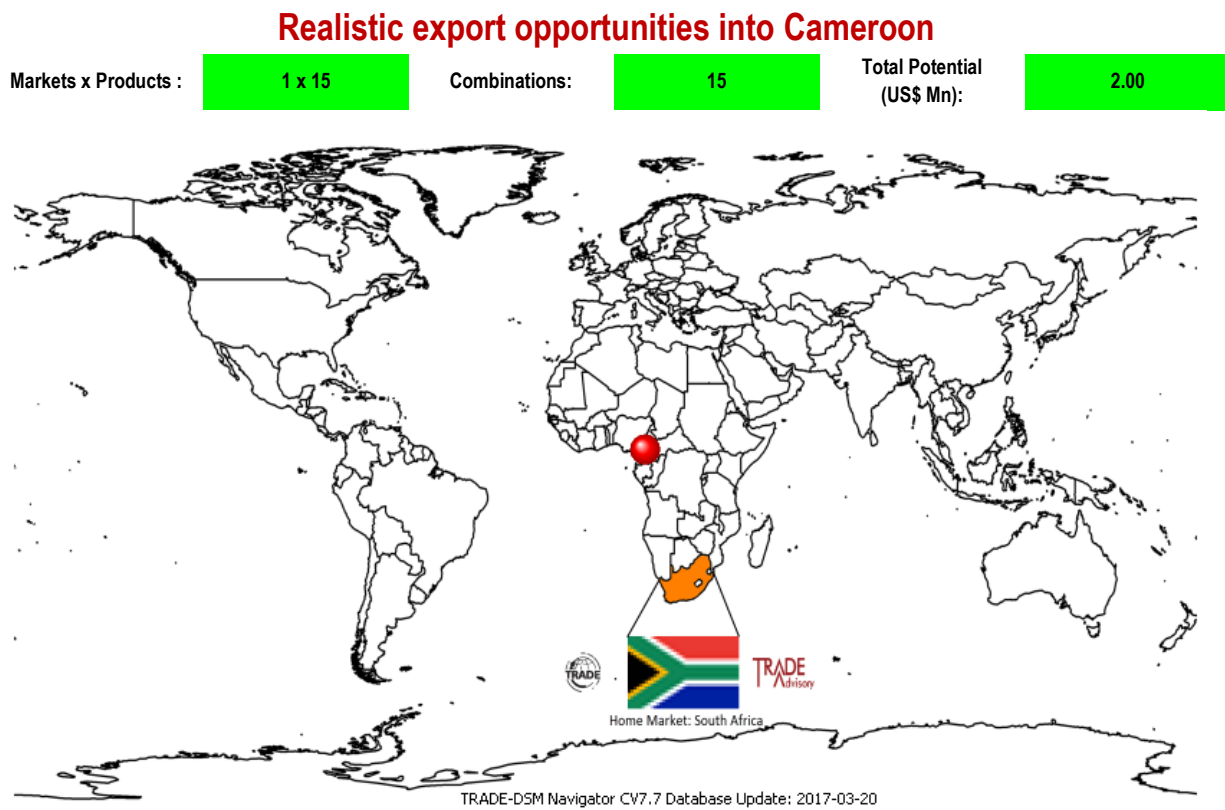 Realistic export opportunities into Cameroon
Markets x Products :
1 x 15
Combinations:
15
Total Potential
(US$ Mn):
2.00
TRADE
TRADE
Advisory
Home Market: South Africa
TRADE-DSM Navigator CV7.7 Database Update: 2017-03-20